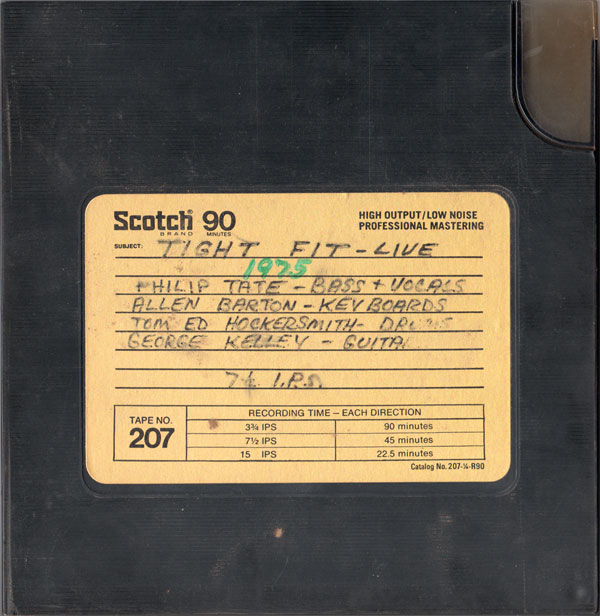 Scotch 90
BRAND MINUTES
HIGH OUTPUT/LOW NOISE
PROFESSIONAL MASTERING
SUBJECT: TIGHT FIT - LIVE
1975
PHILIP TATE - BASS + VOCALS
ALLEN BARTON - KEYBOARDS
TOM ED HOCKERSMITH - DRUMS
GEORGE KELLEY - GUITA
7½ I.P.S.
TAPE NO.
207
RECORDING TIME – EACH DIRECTION
3¾ IPS 90 minutes
7½ IPS 45 minutes
15 IPS 22.5 minutes
Catalog No. 207-¼-R90